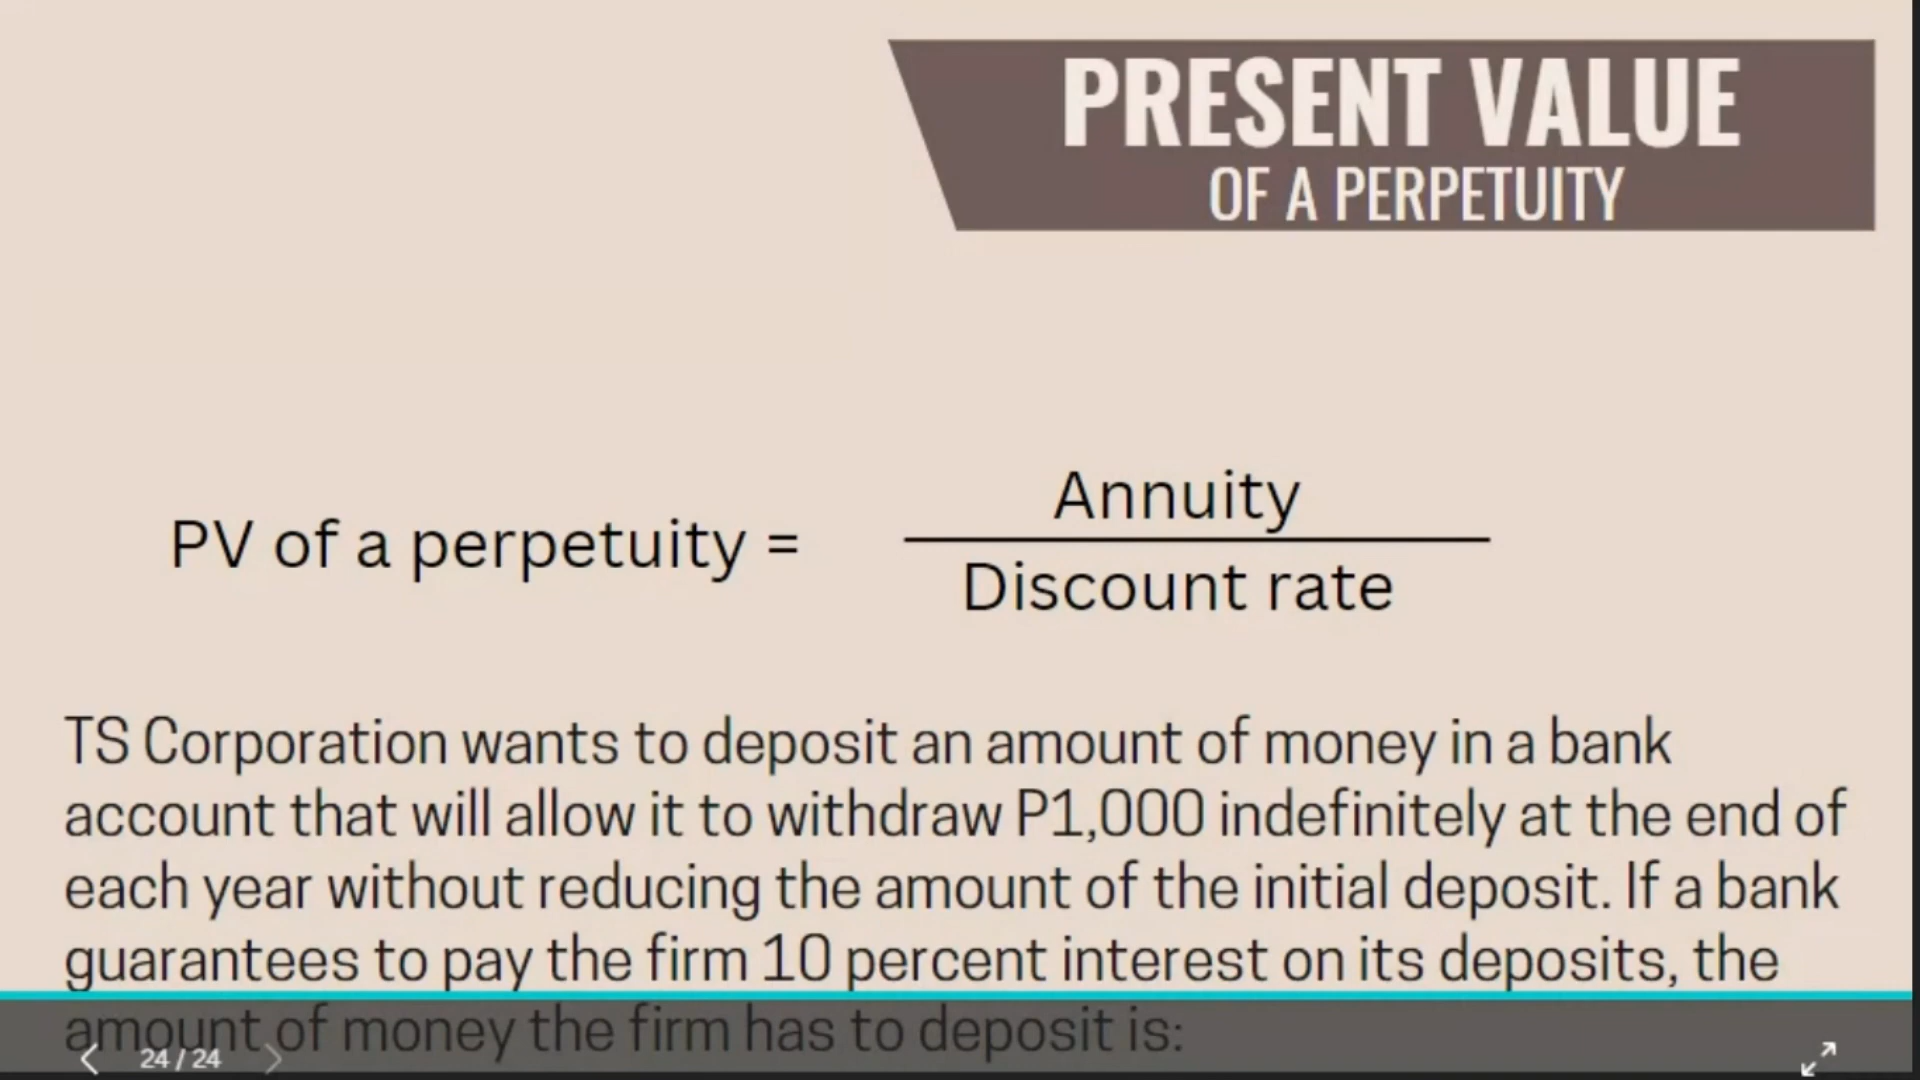 PRESENT VALUE
OF A PERPETUITY
PV of a perpetuity =
Annuity
Discount rate
TS Corporation wants to deposit an amount of money in a bank
account that will allow it to withdraw P1,000 indefinitely at the end of
each year without reducing the amount of the initial deposit. If a bank
guarantees to pay the firm 10 percent interest on its deposits, the
amount of money the firm has to deposit is:
24 / 24